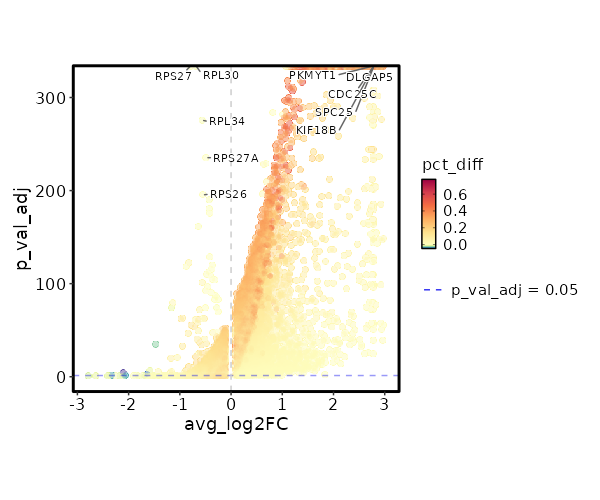 RPS27
RPL30
PKMYT1
DLGAP5
CDC25C
SPC25
KIF18B
RPL34
RPS27A
RPS26
300
200
100
0
p_val_adj
-3
-2
-1
0
1
2
3
avg_log2FC
pct_diff
0.6
0.4
0.2
0.0
p_val_adj = 0.05